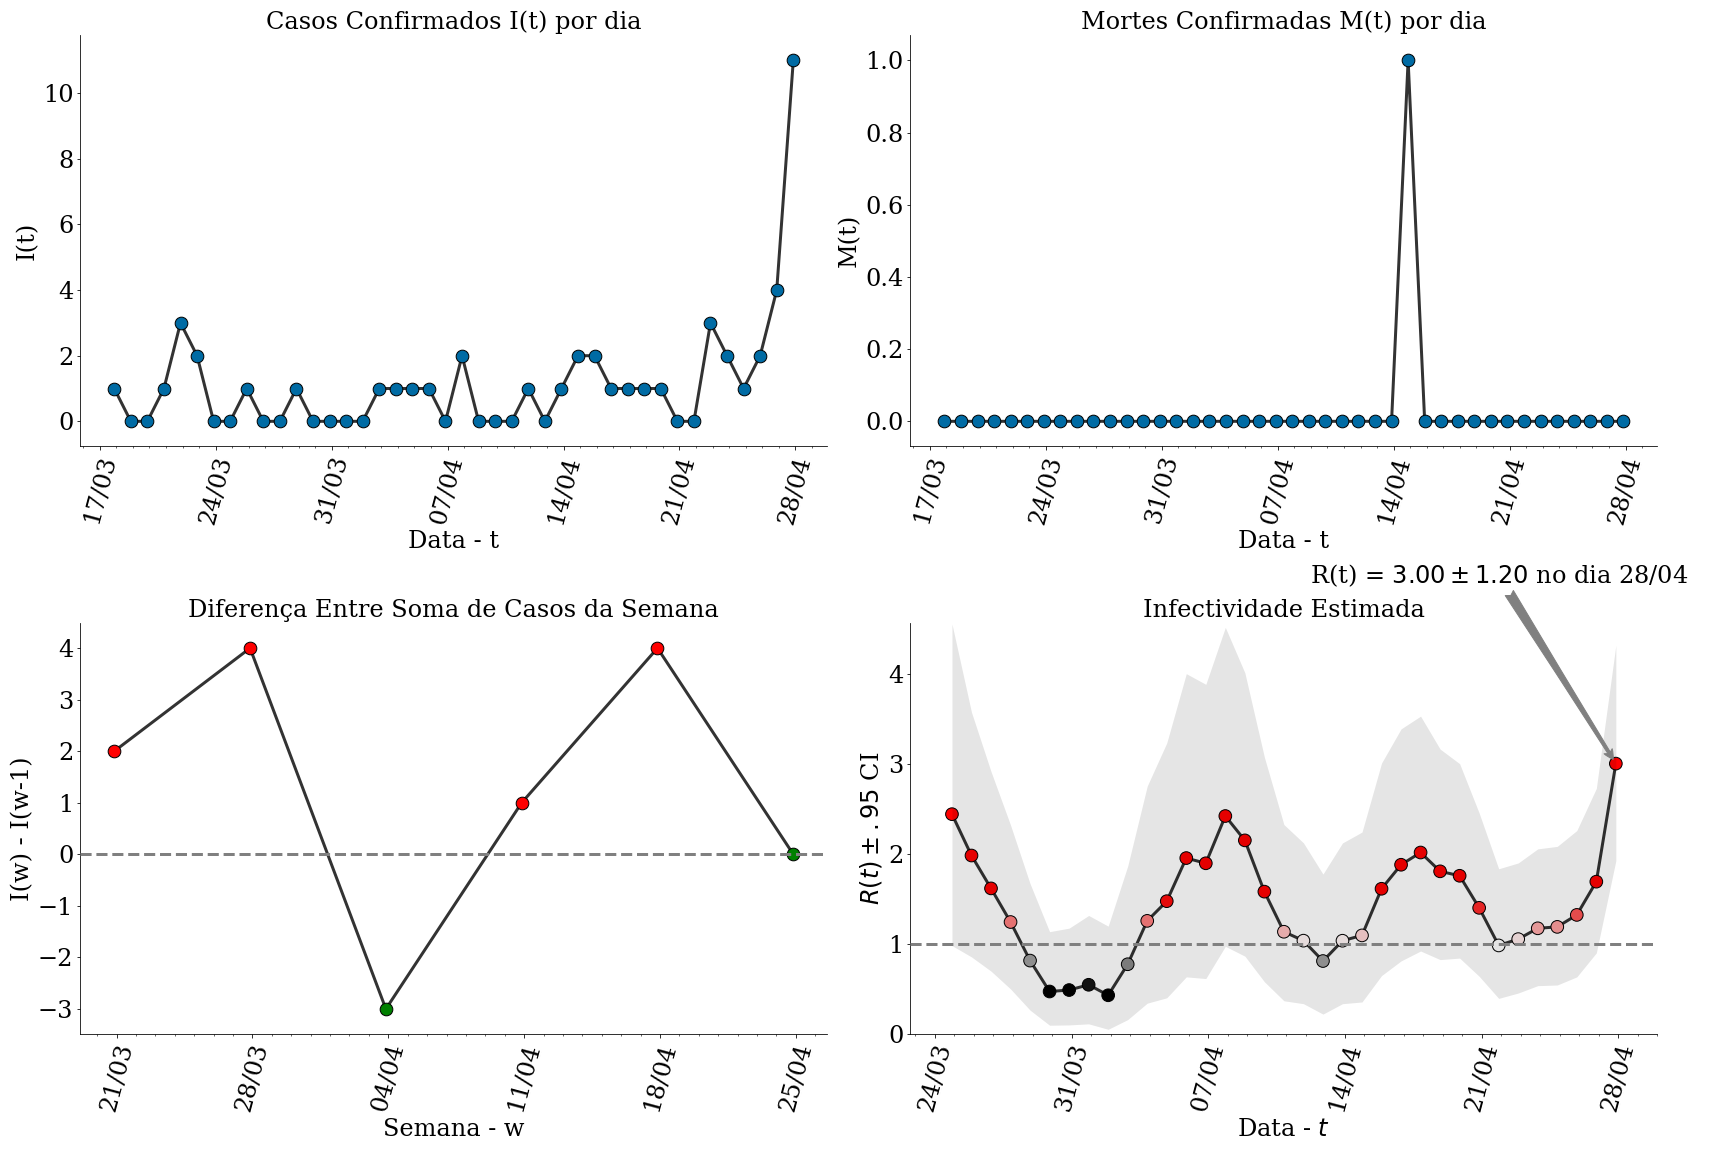 Casos Confirmados I(t) por dia
I(t)
10
8
6
4
2
0
17/03 24/03 31/03 07/04 14/04 21/04 28/04
Data - t
Mortes Confirmadas M(t) por dia
M(t)
1.0
0.8
0.6
0.4
0.2
0.0
17/03 24/03 31/03 07/04 14/04 21/04 28/04
Data - t
Diferença Entre Soma de Casos da Semana
I(w) - I(w-1)
4
3
2
1
0
−1
−2
−3
21/03 28/03 04/04 11/04 18/04 25/04
Semana - w
R(t) = 3.00 ± 1.20 no dia 28/04
Infectividade Estimada
R(t) ± .95 CI
4
3
2
1
0
24/03 31/03 07/04 14/04 21/04 28/04
Data - t